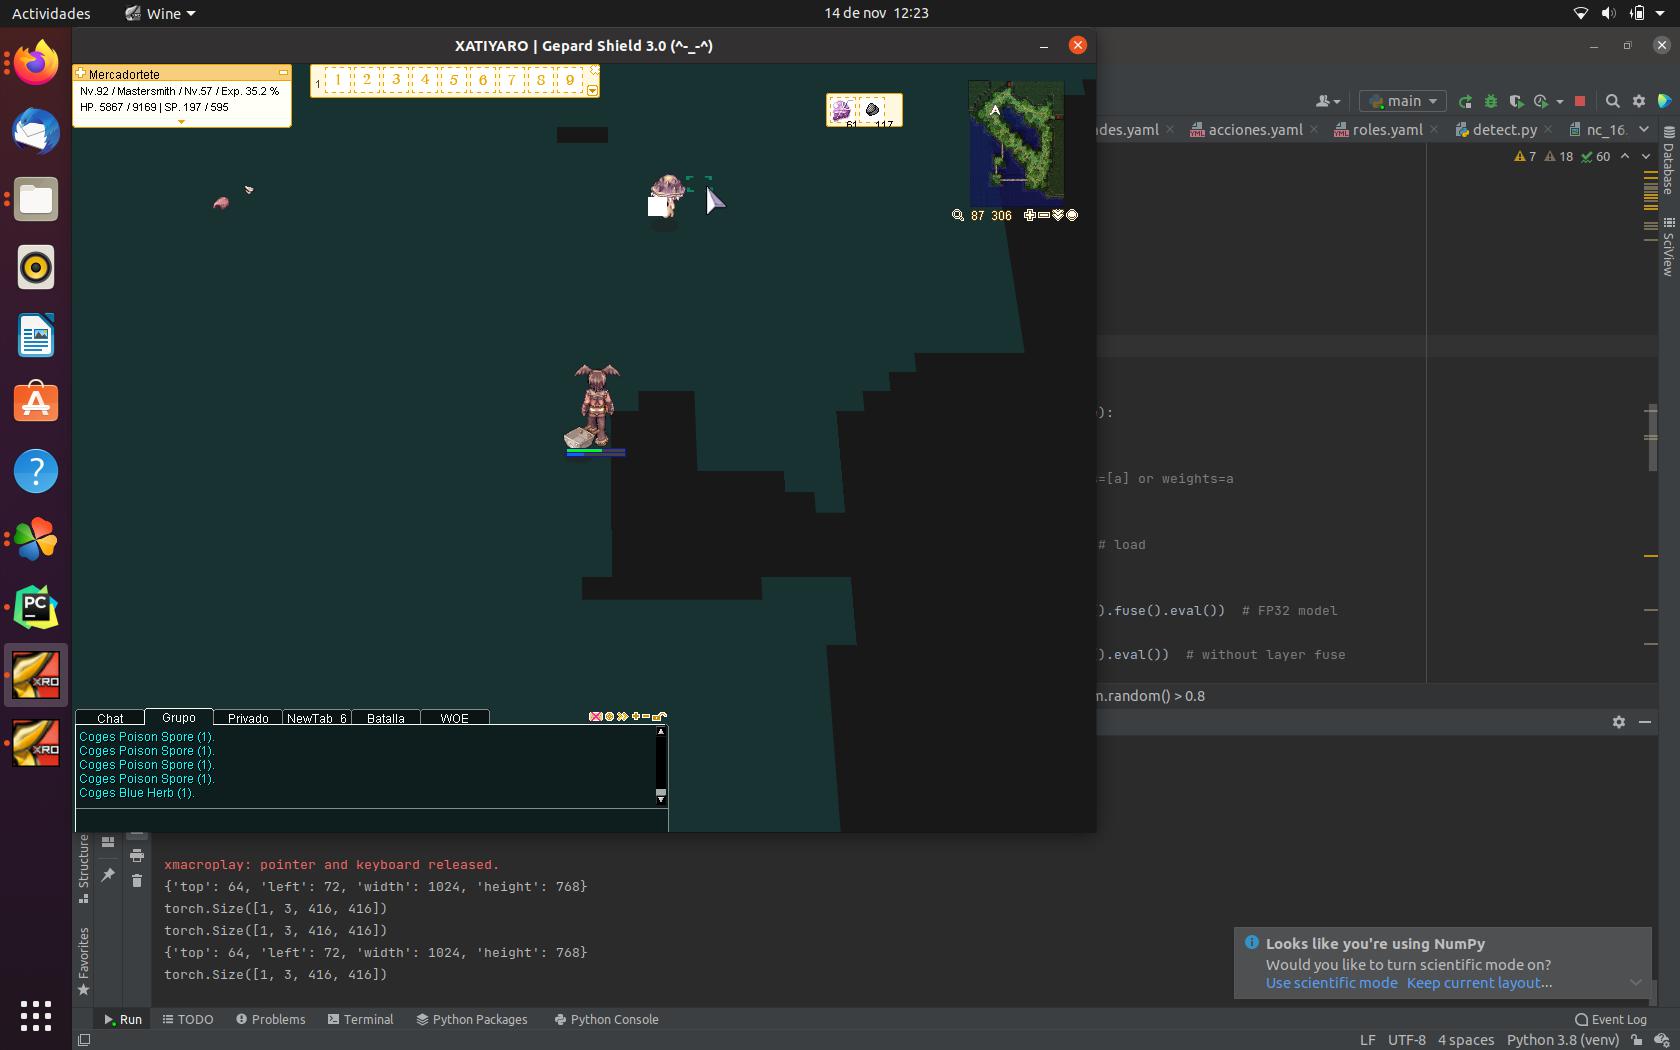 Actividades
Wine
14 de nov 12:23
XATIYARO | Gepard Shield 3.0 (^-_-^)
Mercadortete
Nv.92 / Mastersmith / Nv.57 / Exp. 35.2 %
HP. 5867 / 9169 | SP. 197 / 595
1 1 2 3 4 5 6 7 8 9
61 117
A
87 306
main
des.yaml
acciones.yaml
roles.yaml
detect.py
nc_16.
7 18 60
Database
SciView
):
=[a] or weights=a
# load
).fuse().eval()) # FP32 model
).eval()) # without layer fuse
m.random() > 0.8
PC
XRO
XRO
Chat Grupo Privado NewTab_6 Batalla WOE
Coges Poison Spore (1).
Coges Poison Spore (1).
Coges Poison Spore (1).
Coges Poison Spore (1).
Coges Blue Herb (1).
Structure
Favorites
xmacroplay: pointer and keyboard released.
{'top': 64, 'left': 72, 'width': 1024, 'height': 768}
torch.Size([1, 3, 416, 416])
torch.Size([1, 3, 416, 416])
{'top': 64, 'left': 72, 'width': 1024, 'height': 768}
torch.Size([1, 3, 416, 416])
Looks like you're using NumPy
Would you like to turn scientific mode on?
Use scientific mode Keep current layout...
Run TODO Problems Terminal Python Packages Python Console
Event Log
LF UTF-8 4 spaces Python 3.8 (venv)